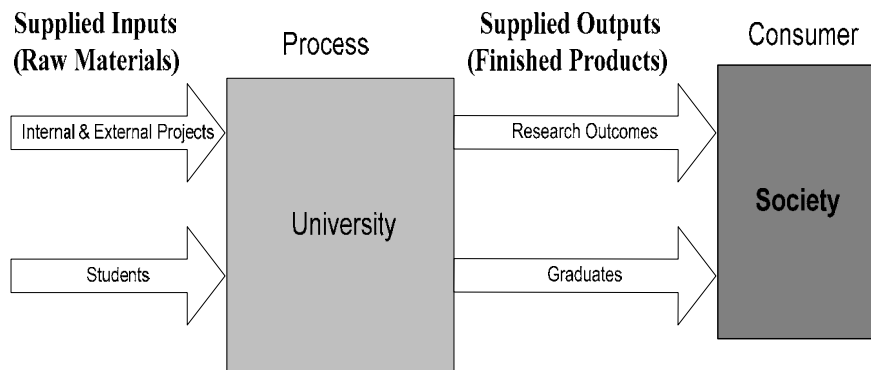 Supplied Inputs
(Raw Materials)
Process
Supplied Outputs
(Finished Products)
Consumer
Internal & External Projects
Research Outcomes
University
Society
Students
Graduates